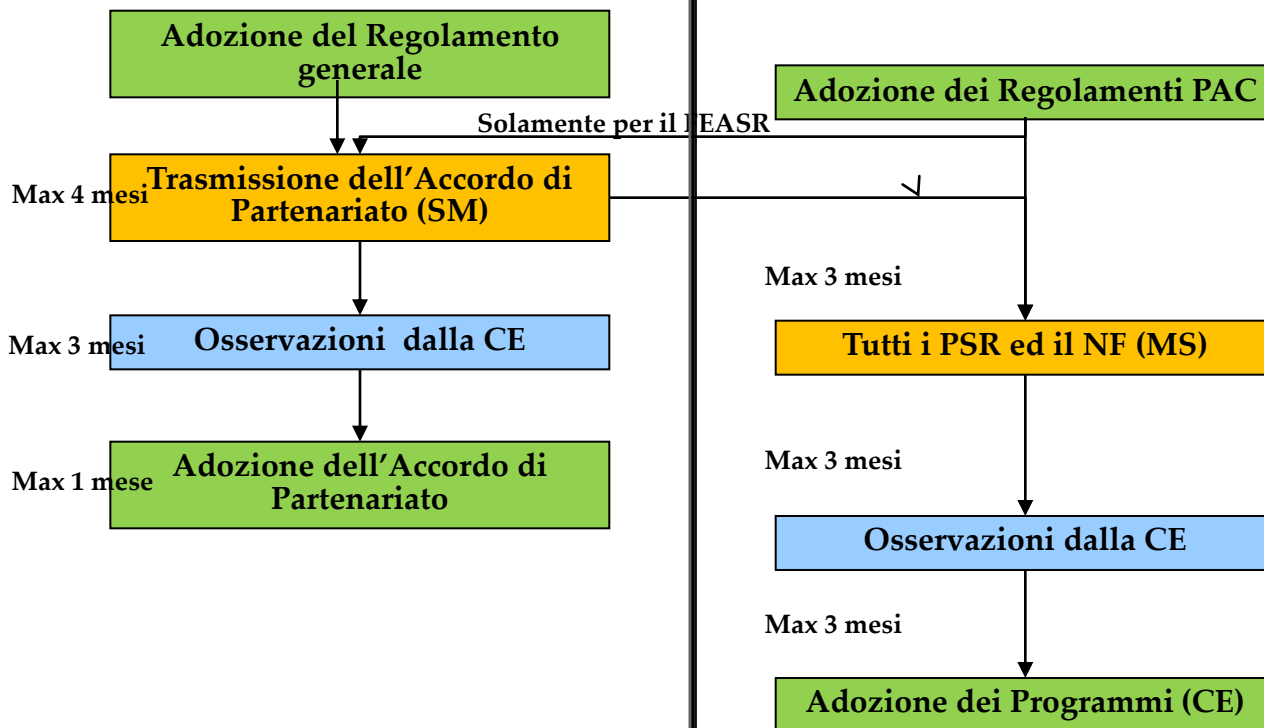 Adozione del Regolamento
generale
Solamente per il FEASR
Max 4 mesi
Trasmissione dell’Accordo di
Partenariato (SM)
Max 3 mesi
Osservazioni dalla CE
Max 1 mese
Adozione dell’Accordo di
Partenariato
Adozione dei Regolamenti PAC
Max 3 mesi
Tutti i PSR ed il NF (MS)
Max 3 mesi
Osservazioni dalla CE
Max 3 mesi
Adozione dei Programmi (CE)